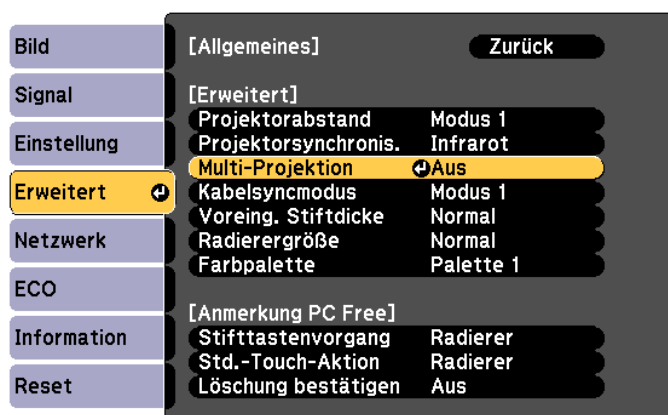 Bild
Signal
Einstellung
Erweitert
Netzwerk
ECO
Information
Reset
[Allgemeines] Zurück
[Erweitert]
Projektorabstand Modus 1
Projektorsynchronis. Infrarot
Multi-Projektion Aus
Kabelsyncmodus Modus 1
Voreing. Stiftdicke Normal
Radierergröße Normal
Farbpalette Palette 1
[Anmerkung PC Free]
Stifttastenvorgang Radierer
Std.-Touch-Aktion Radierer
Löschung bestätigen Aus